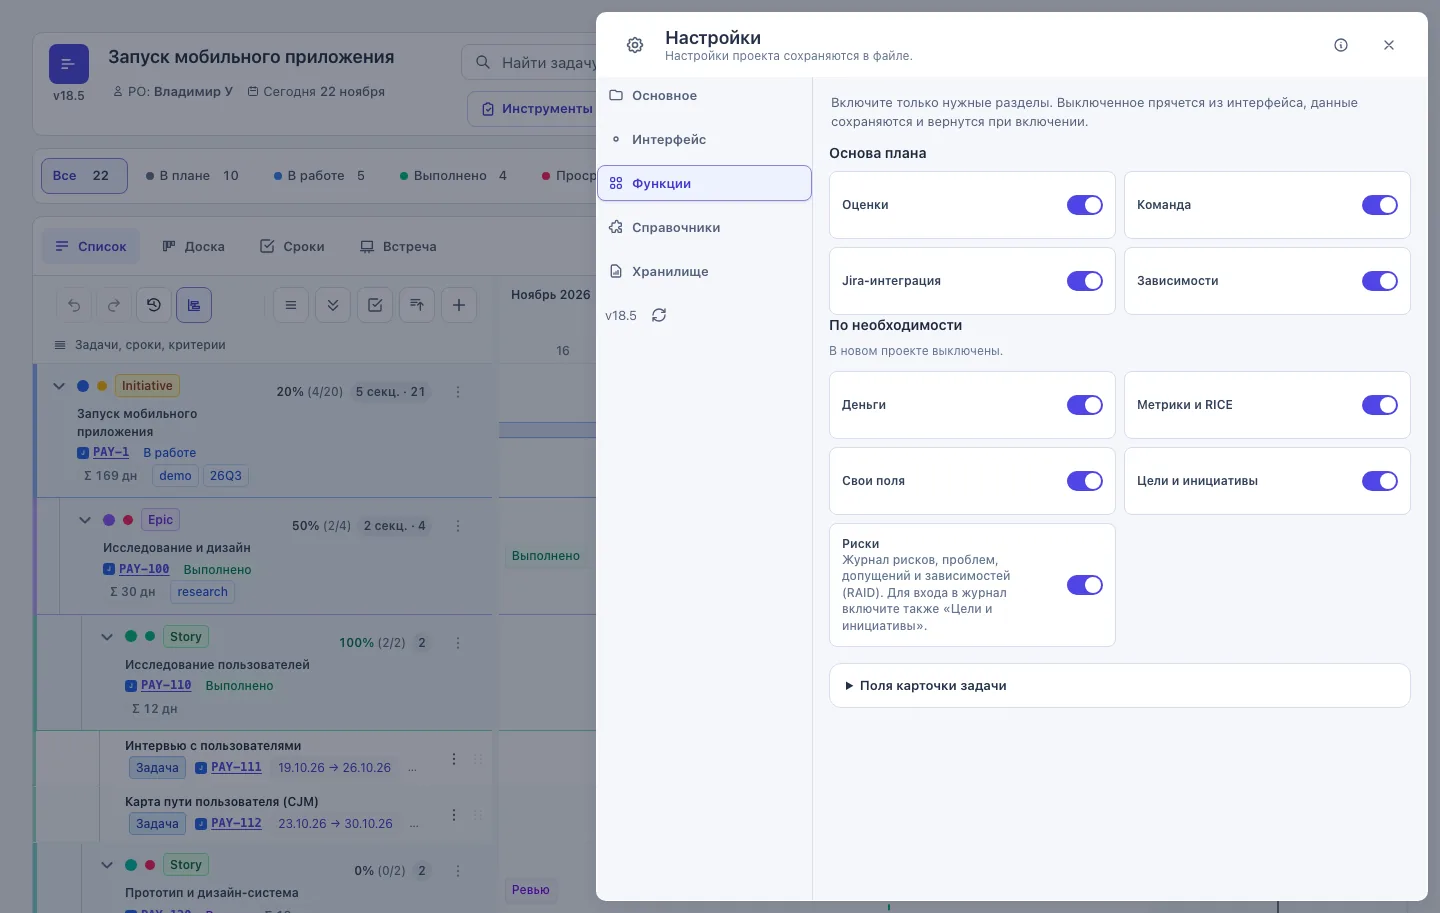 Запуск мобильного приложения
v18.5
PO: Владимир У
Сегодня 22 ноября
Найти задачу
Инструменты
Все 22
В плане 10
В работе 5
Выполнено 4
Список
Доска
Сроки
Встреча
Ноябрь 2026
Задачи, сроки, критерии
16
Initiative
20% (4/20)
5 секц. · 21
Запуск мобильного
приложения
PAY-1
В работе
Σ 169 дн
demo
26Q3
Epic
50% (2/4)
2 секц. · 4
Исследование и дизайн
PAY-100
Выполнено
Σ 30 дн
research
Выполнено
Story
100% (2/2)
2
Исследование пользователей
PAY-110
Выполнено
Σ 12 дн
Интервью с пользователями
Задача
PAY-111
19.10.26 → 26.10.26
...
Карта пути пользователя (CJM)
Задача
PAY-112
23.10.26 → 30.10.26
...
Story
0% (0/2)
2
Прототип и дизайн-система
Ревью
Настройки
Настройки проекта сохраняются в файле.
Основное
Интерфейс
Функции
Справочники
Хранилище
v18.5
Включите только нужные разделы. Выключенное прячется из интерфейса, данные
сохраняются и вернутся при включении.
Основа плана
Оценки
Команда
Jira-интеграция
Зависимости
По необходимости
В новом проекте выключены.
Деньги
Метрики и RICE
Свои поля
Цели и инициативы
Риски
Журнал рисков, проблем,
допущений и зависимостей
(RAID). Для входа в журнал
включите также «Цели и
инициативы».
Поля карточки задачи